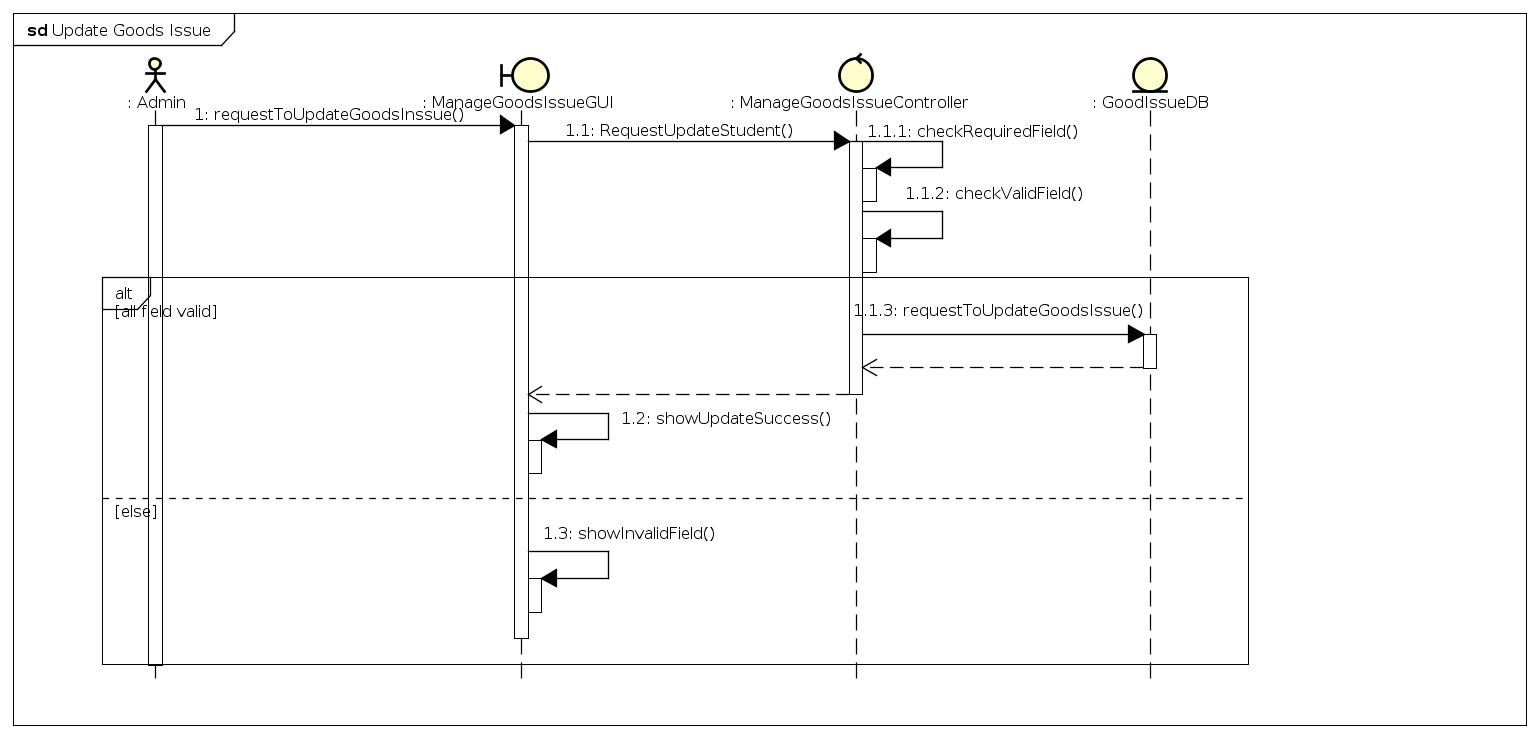 sd Update Goods Issue
: Admin
: ManageGoodsIssueGUI
: ManageGoodsIssueController
: GoodIssueDB
1: requestToUpdateGoodsInssue()
1.1: RequestUpdateStudent()
1.1.1: checkRequiredField()
1.1.2: checkValidField()
alt
[all field valid]
1.1.3: requestToUpdateGoodsIssue()
1.2: showUpdateSuccess()
[else]
1.3: showInvalidField()